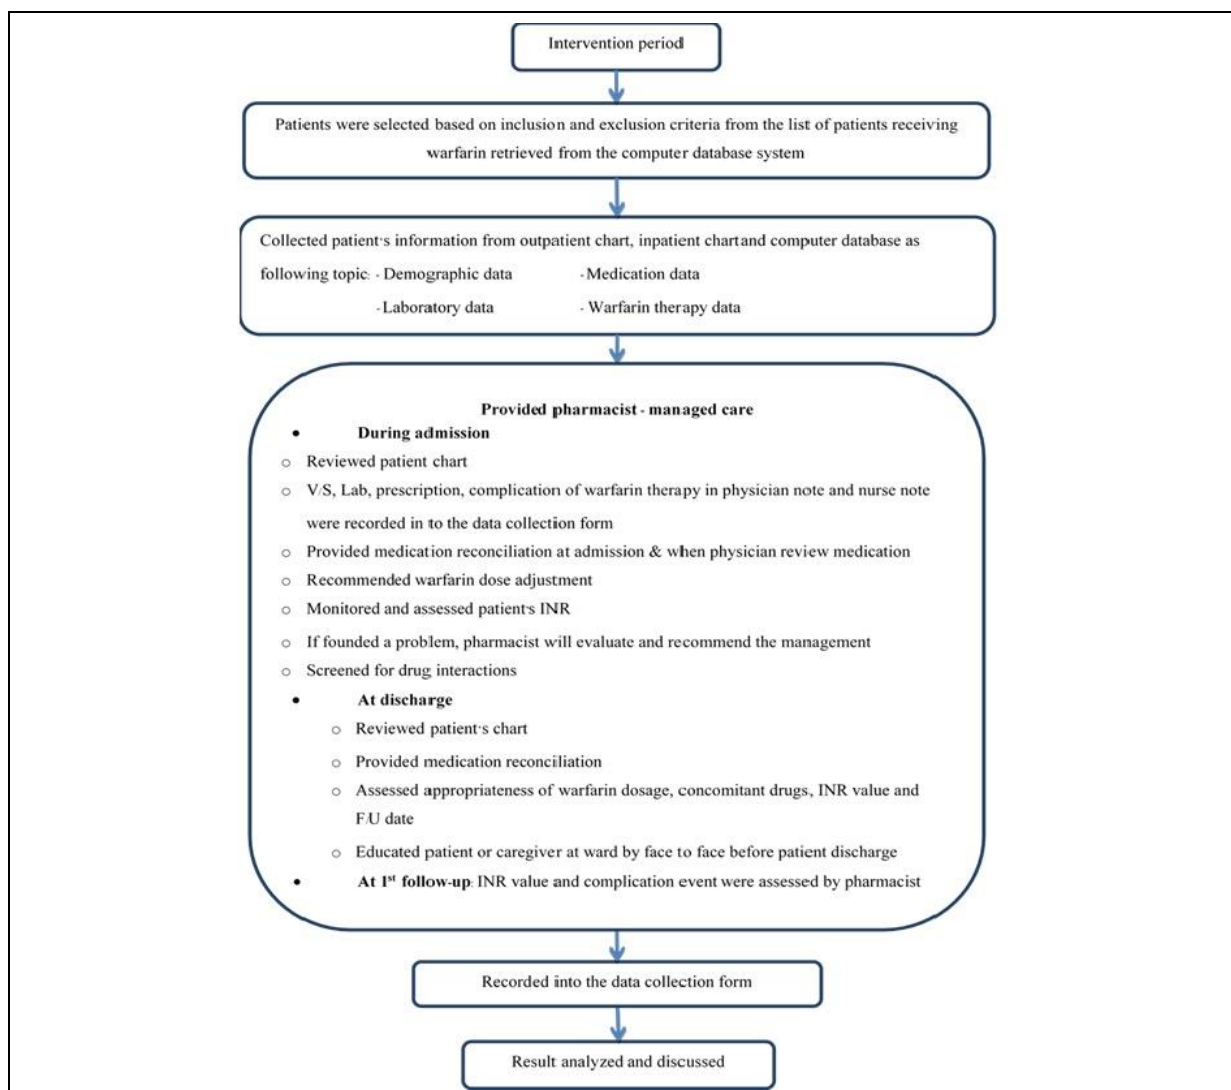 Intervention period
Patients were selected based on inclusion and exclusion criteria from the list of patients receiving
warfarin retrieved from the computer database system
Collected patient's information from outpatient chart, inpatient chart and computer database as
following topic: - Demographic data - Medication data
- Laboratory data - Warfarin therapy data
Provided pharmacist - managed care
• During admission
○ Reviewed patient chart
○ V/S, Lab, prescription, complication of warfarin therapy in physician note and nurse note
were recorded in to the data collection form
○ Provided medication reconciliation at admission & when physician review medication
○ Recommended warfarin dose adjustment
○ Monitored and assessed patient's INR
○ If founded a problem, pharmacist will evaluate and recommend the management
○ Screened for drug interactions
• At discharge
○ Reviewed patient's chart
○ Provided medication reconciliation
○ Assessed appropriateness of warfarin dosage, concomitant drugs., INR value and
F/U date
○ Educated patient or caregiver at ward by face to face before patient discharge
• At 1st follow-up: INR value and complication event were assessed by pharmacist
Recorded into the data collection form
Result analyzed and discussed